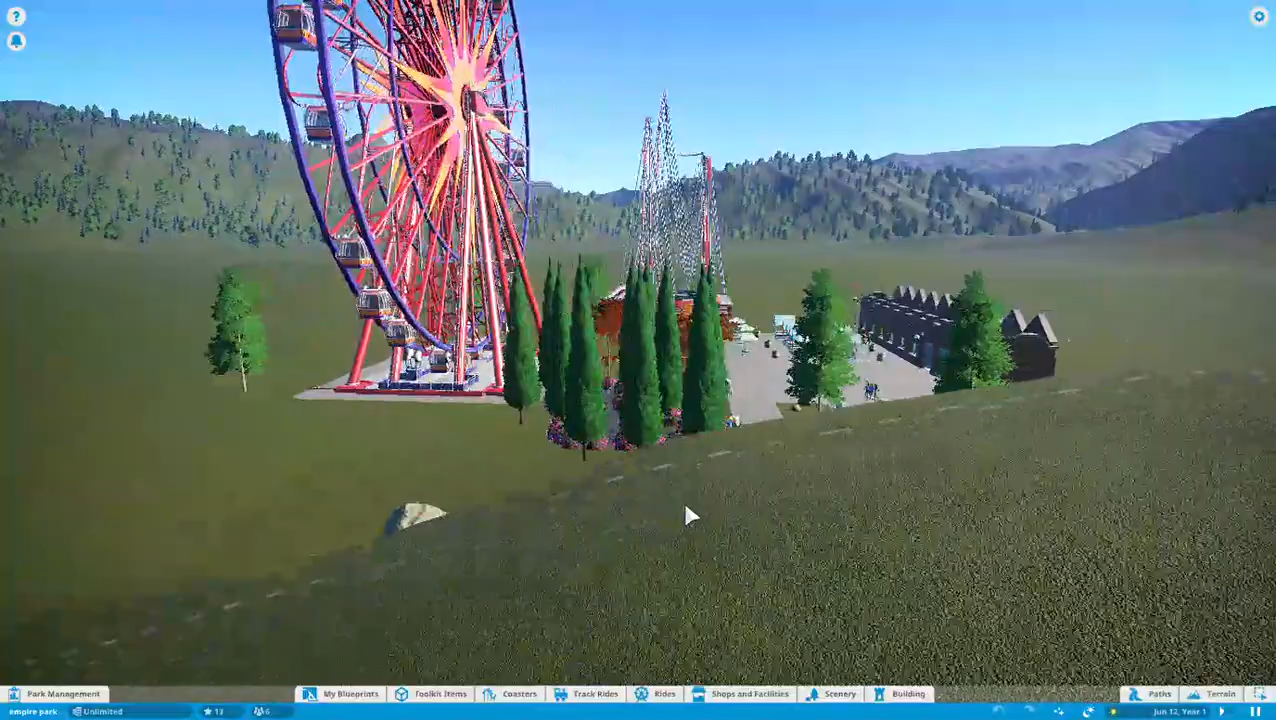 ?
Park Management
My Blueprints
Toolkit Items
Coasters
Track Rides
Rides
Shops and Facilities
Scenery
Building
Paths
Terrain
empire park
Unlimited
13
6
Jun 12, Year 1